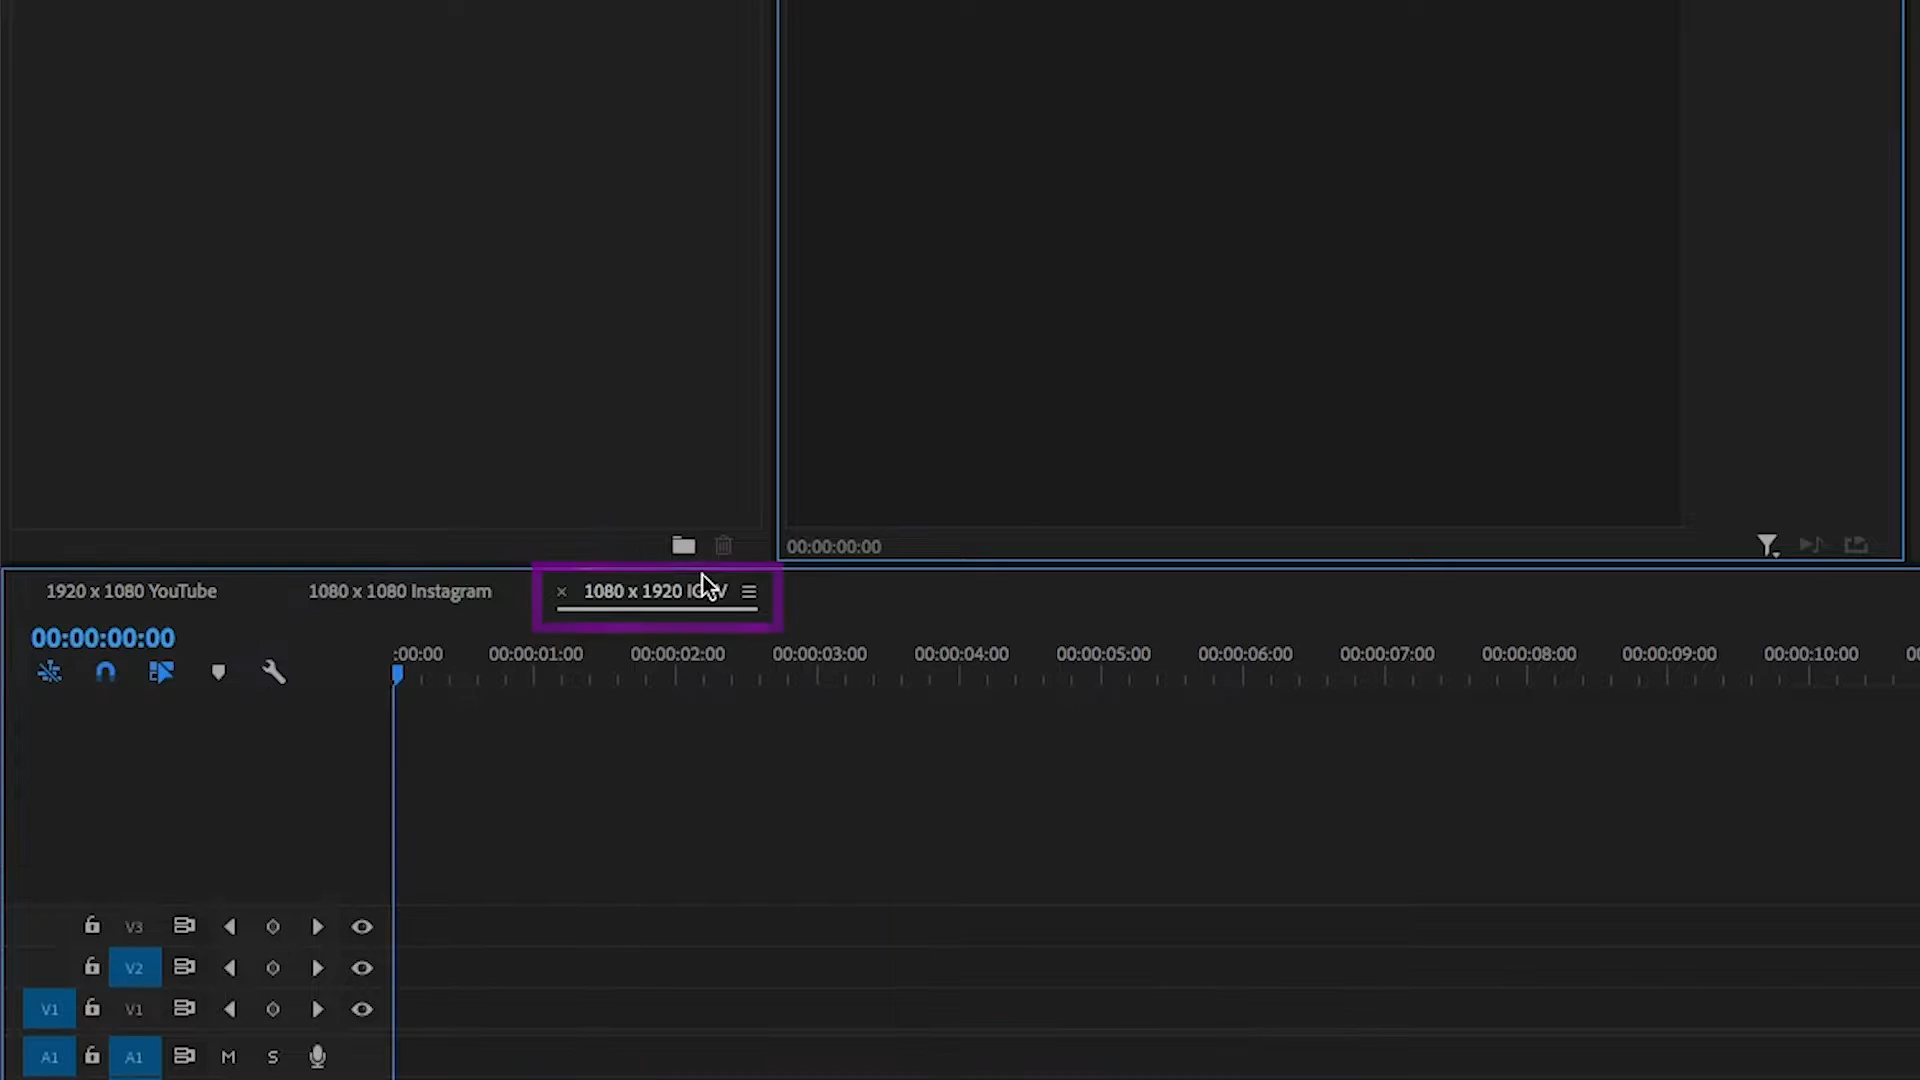 00:00:00:00
1920 x 1080 YouTube
1080 x 1080 Instagram
× 1080 x 1920
00:00:00:00
:00:00 00:00:01:00 00:00:02:00 00:00:03:00 00:00:04:00 00:00:05:00 00:00:06:00 00:00:07:00 00:00:08:00 00:00:09:00 00:00:10:00
V3
V2
V1 V1
A1 A1 M S